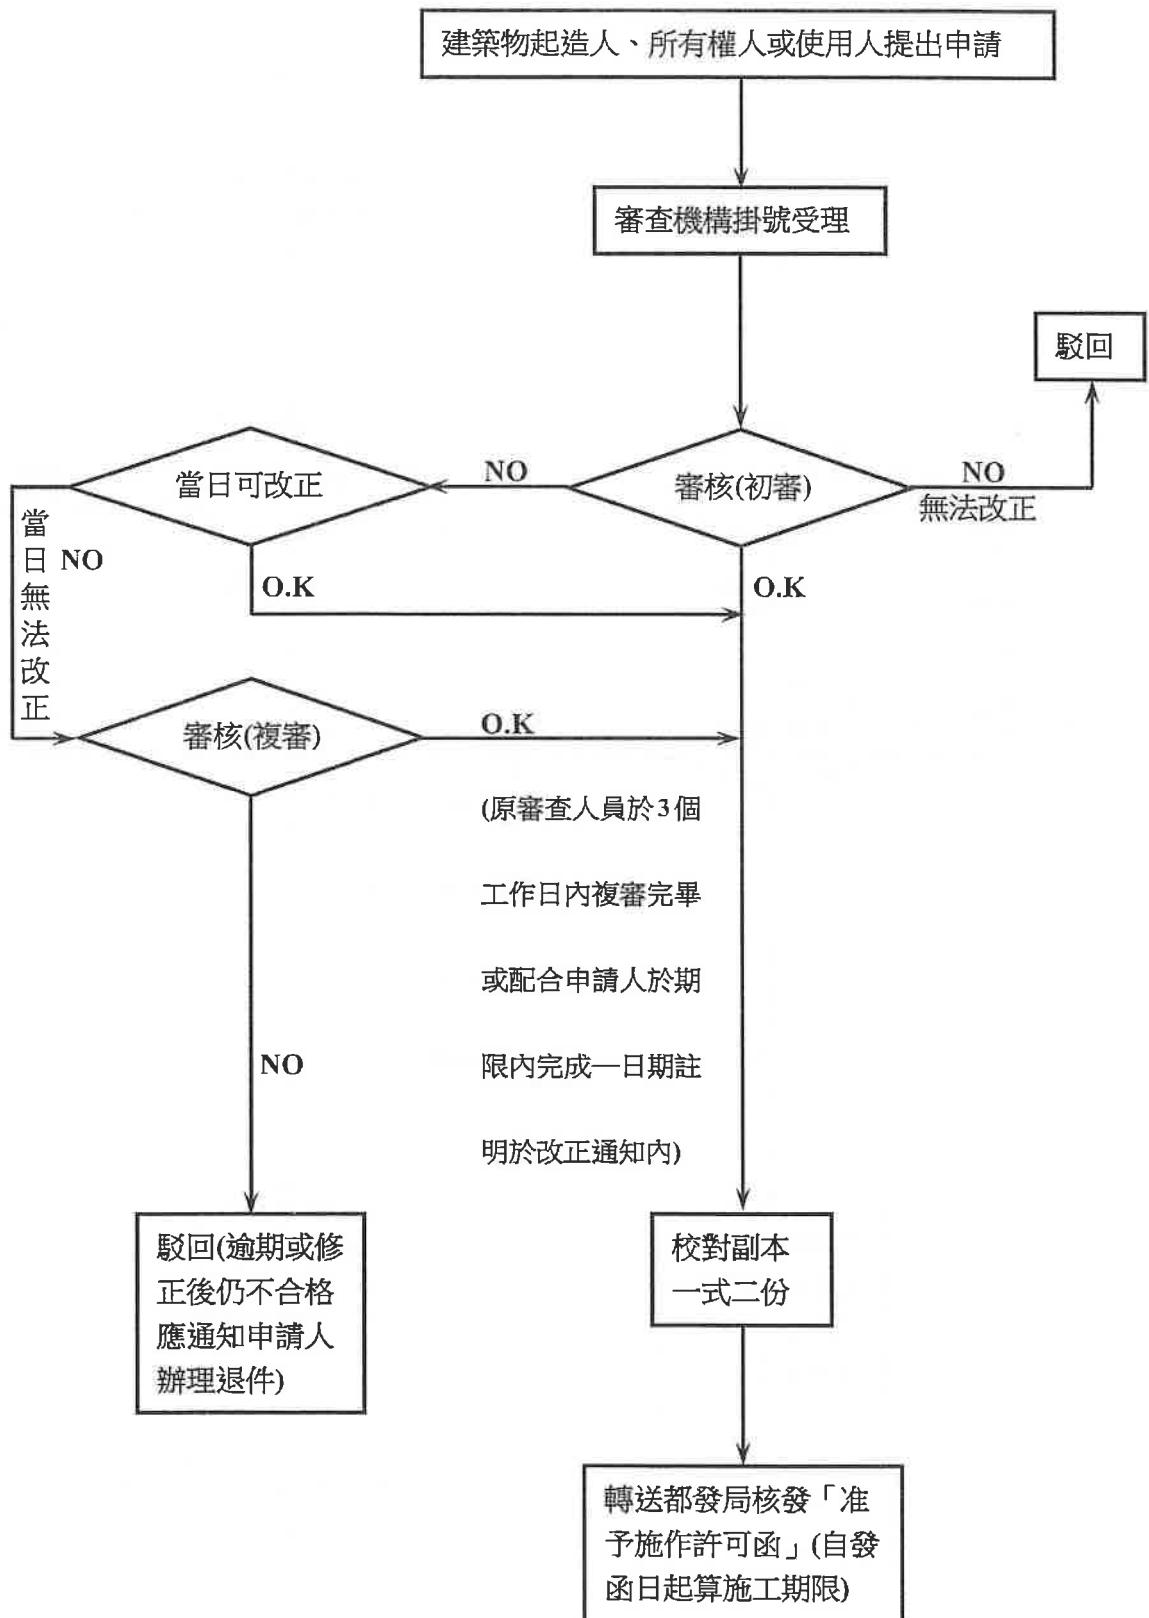 建築物起造人、所有權人或使用人提出申請
審查機構掛號受理
駁回
當日可改正
NO
審核(初審)
NO
無法改正
當
日
無
法
改
正
NO
O.K
O.K
審核(複審)
O.K
(原審查人員於3個
工作日內複審完畢
或配合申請人於期
限內完成—日期註
明於改正通知內)
NO
駁回(逾期或修
正後仍不合格
應通知申請人
辦理退件)
校對副本
一式二份
轉送都發局核發「准
予施作許可函」(自發
函日起算施工期限)